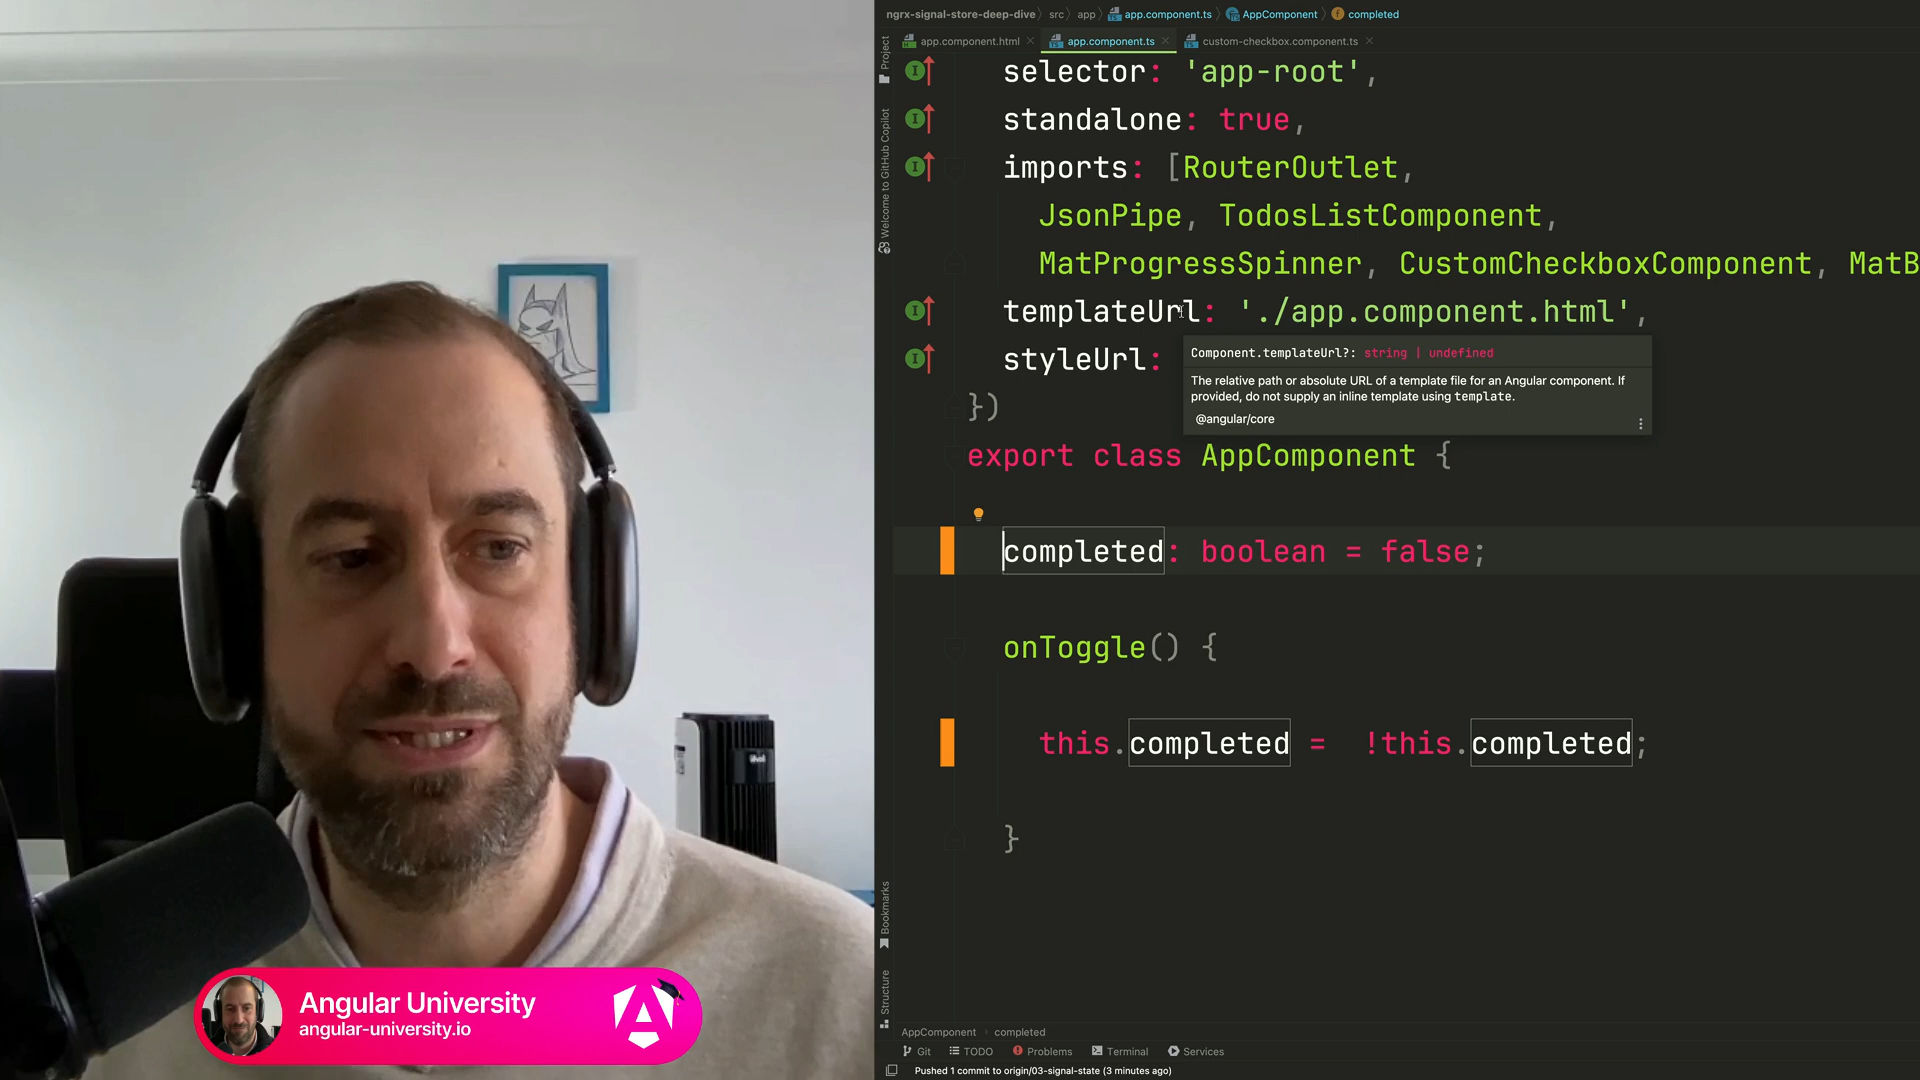 ngrx-signal-store-deep-dive › src › app › app.component.ts › AppComponent › completed
app.component.html app.component.ts custom-checkbox.component.ts
Project
Welcome to GitHub Copilot
selector: 'app-root',
standalone: true,
imports: [RouterOutlet,
JsonPipe, TodosListComponent,
MatProgressSpinner, CustomCheckboxComponent, MatB
templateUrl: './app.component.html',
styleUrl:
Component.templateUrl?: string | undefined
The relative path or absolute URL of a template file for an Angular component. If
provided, do not supply an inline template using template.
@angular/core
})
export class AppComponent {
completed: boolean = false;
onToggle() {
this.completed =  !this.completed;
}
Bookmarks
Structure
AppComponent › completed
Git TODO Problems Terminal Services
Pushed 1 commit to origin/03-signal-state (3 minutes ago)
Angular University
angular-university.io